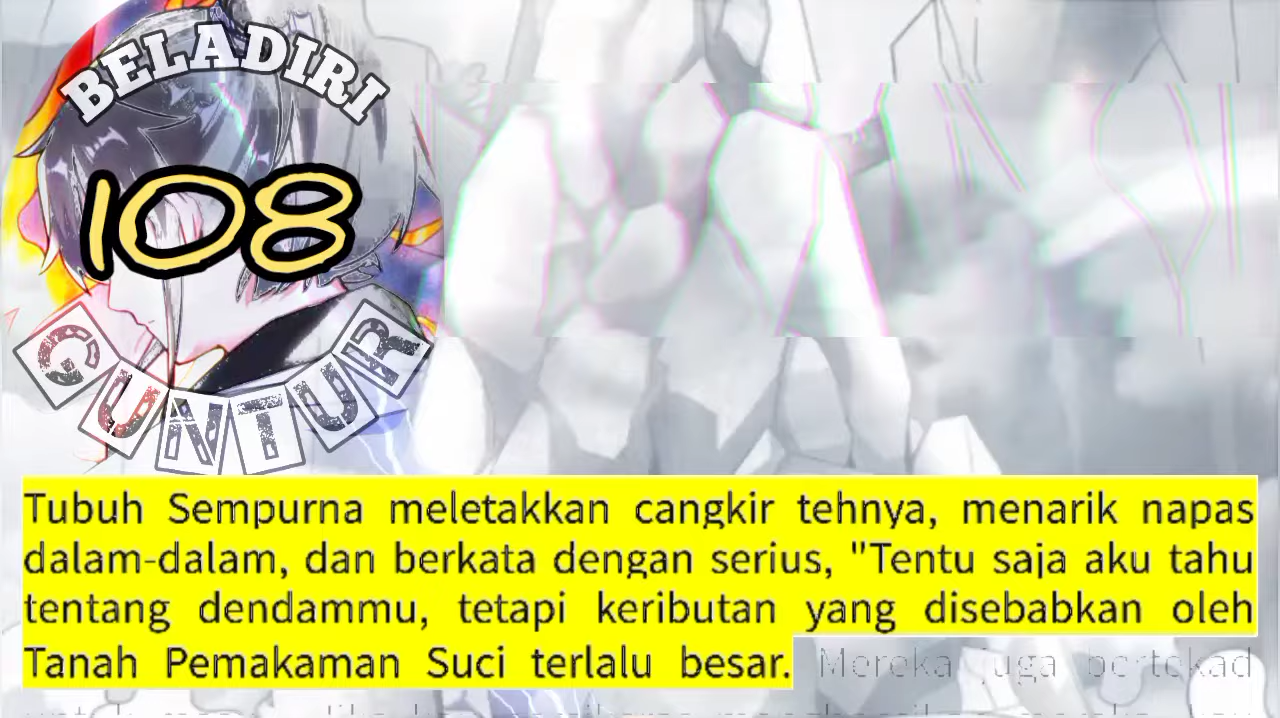 BELADIRI
108
GUNTUR
Tubuh Sempurna meletakkan cangkir tehnya, menarik napas
dalam-dalam, dan berkata dengan serius, "Tentu saja aku tahu
tentang dendammu, tetapi keributan yang disebabkan oleh
Tanah Pemakaman Suci terlalu besar. Mereka juga bertekad